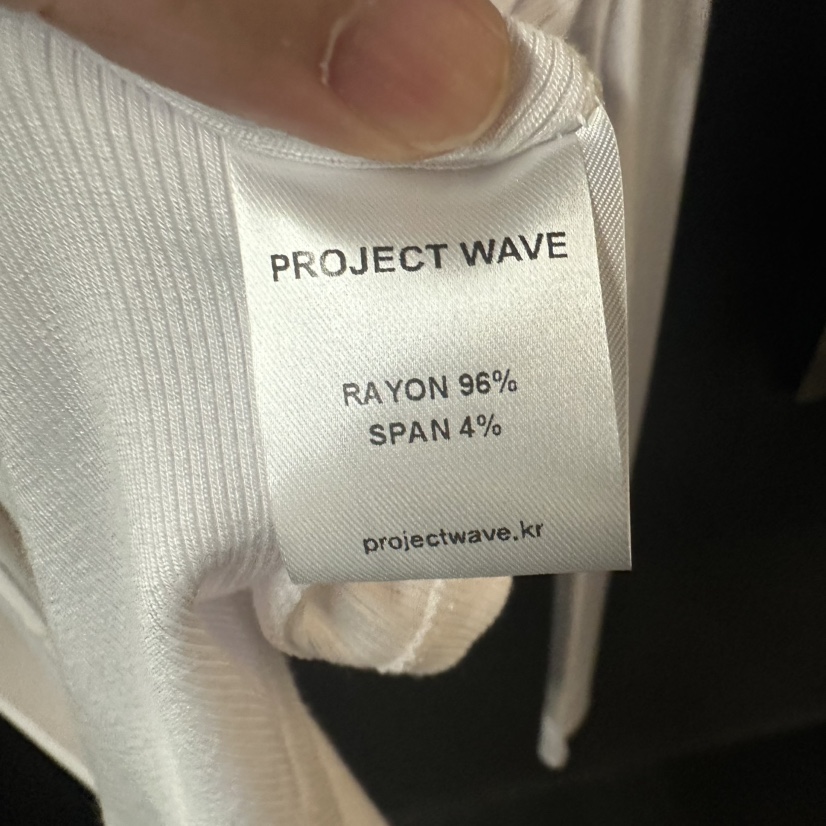 PROJECT WAVE
RAYON 96%
SPAN 4%
projectwave.kr